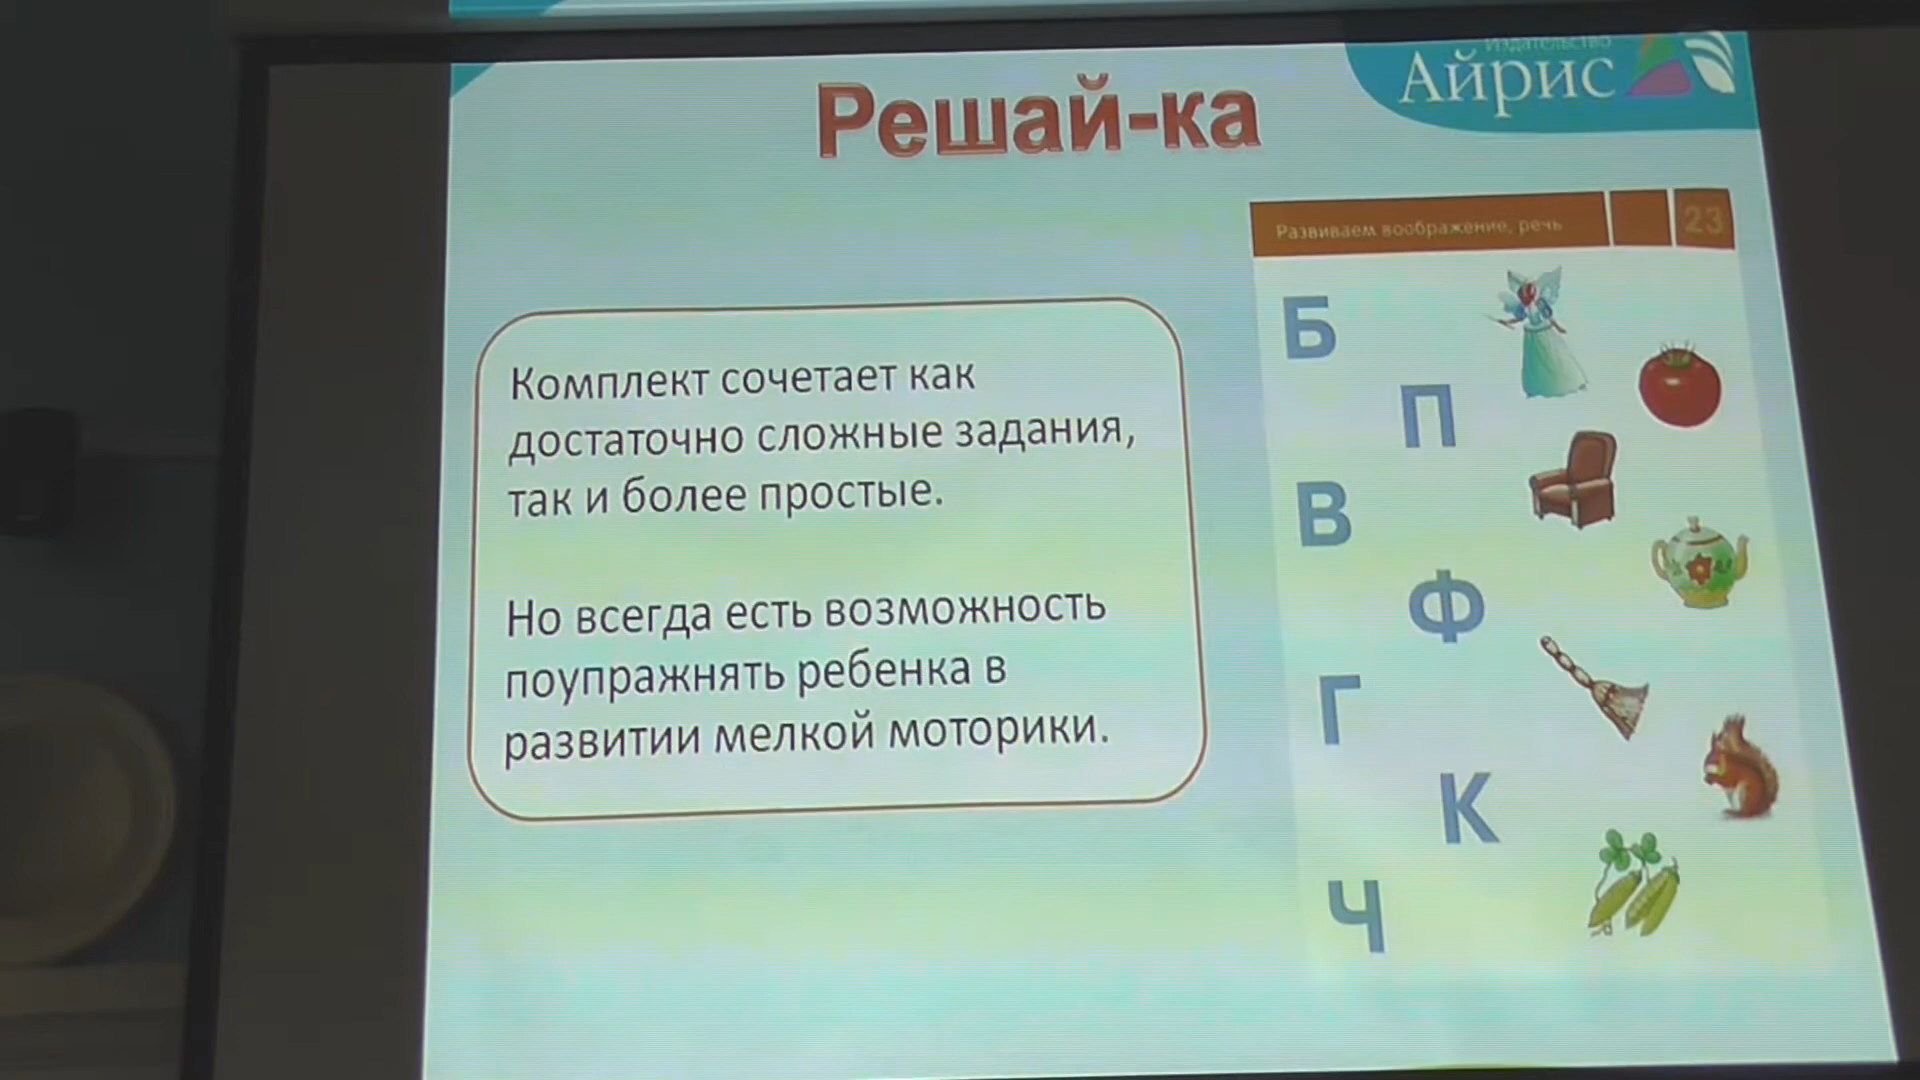 Издательство
Айрис
Решай-ка
Развиваем воображение, речь
23
Комплект сочетает как
достаточно сложные задания,
так и более простые.
Но всегда есть возможность
поупражнять ребенка в
развитии мелкой моторики.
Б
П
В
Ф
Г
К
Ч